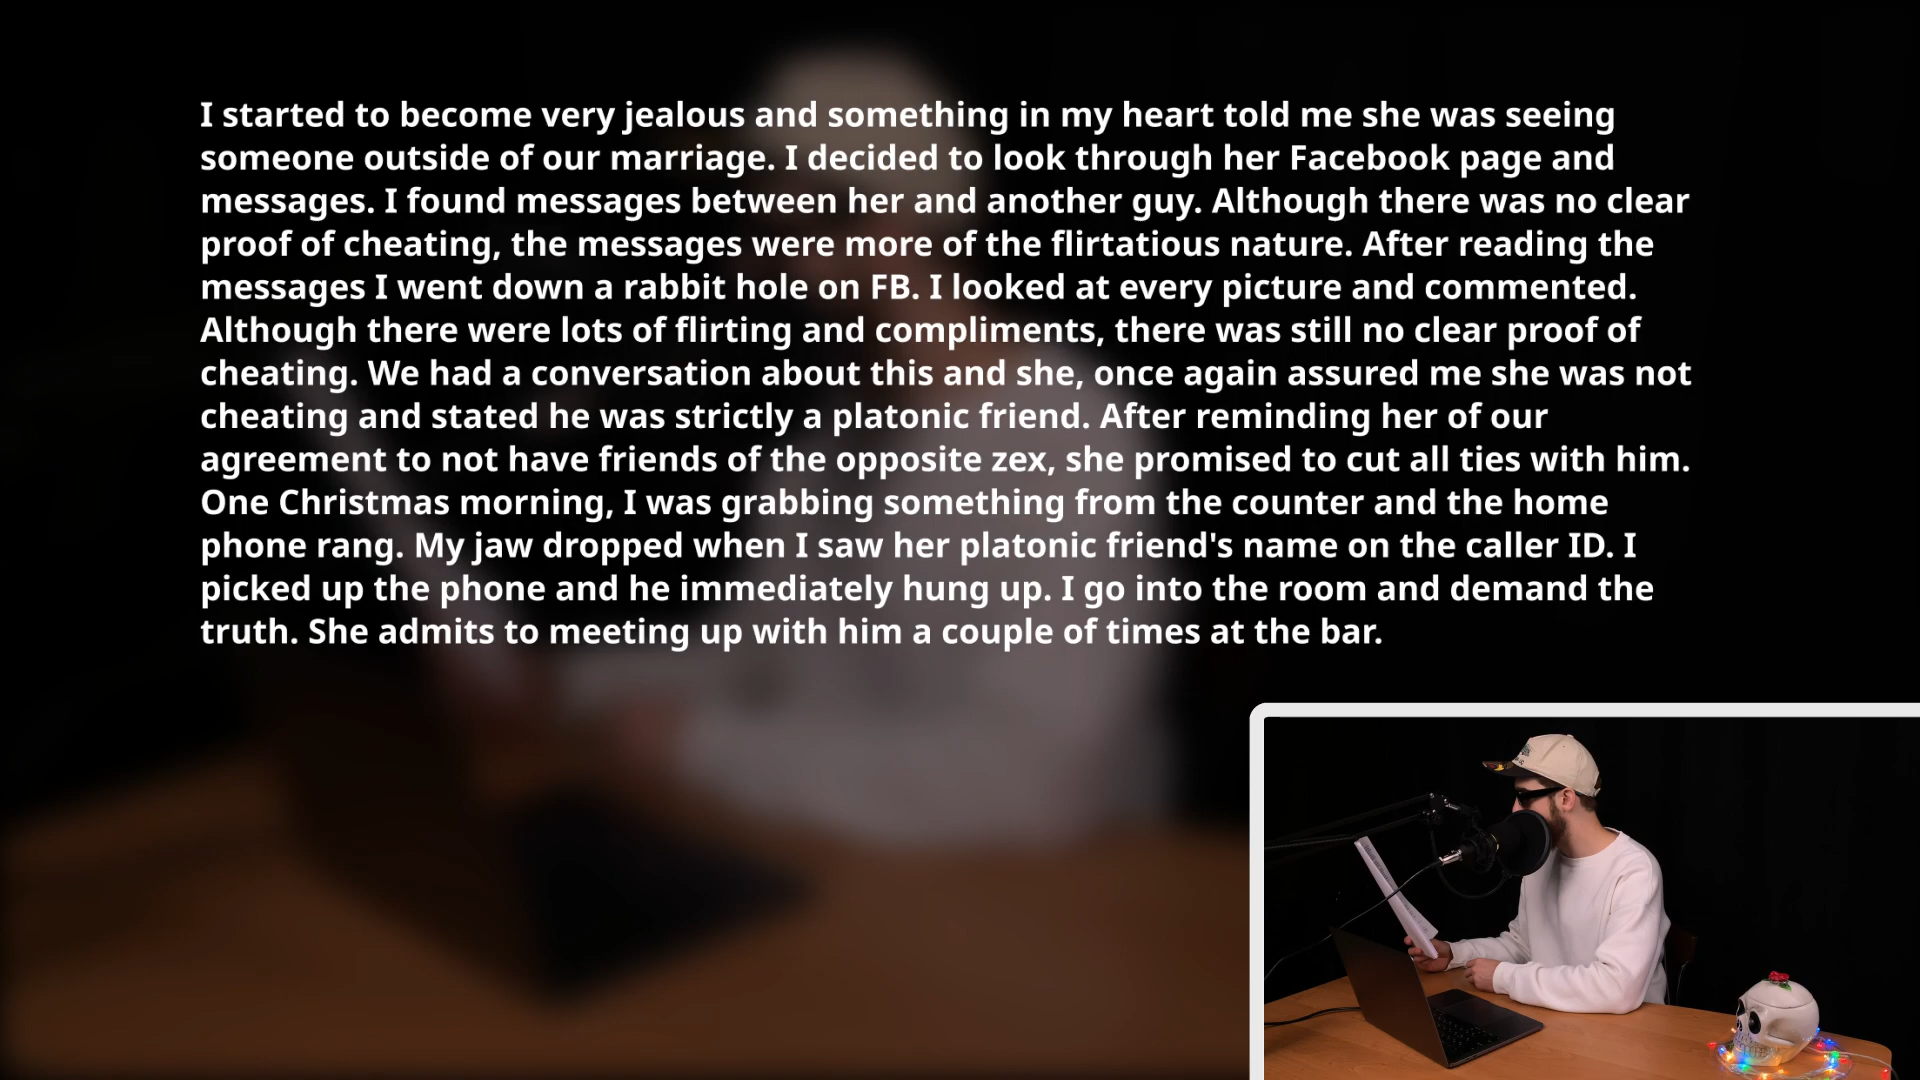 I started to become very jealous and something in my heart told me she was seeing
someone outside of our marriage. I decided to look through her Facebook page and
messages. I found messages between her and another guy. Although there was no clear
proof of cheating, the messages were more of the flirtatious nature. After reading the
messages I went down a rabbit hole on FB. I looked at every picture and commented.
Although there were lots of flirting and compliments, there was still no clear proof of
cheating. We had a conversation about this and she, once again assured me she was not
cheating and stated he was strictly a platonic friend. After reminding her of our
agreement to not have friends of the opposite zex, she promised to cut all ties with him.
One Christmas morning, I was grabbing something from the counter and the home
phone rang. My jaw dropped when I saw her platonic friend's name on the caller ID. I
picked up the phone and he immediately hung up. I go into the room and demand the
truth. She admits to meeting up with him a couple of times at the bar.